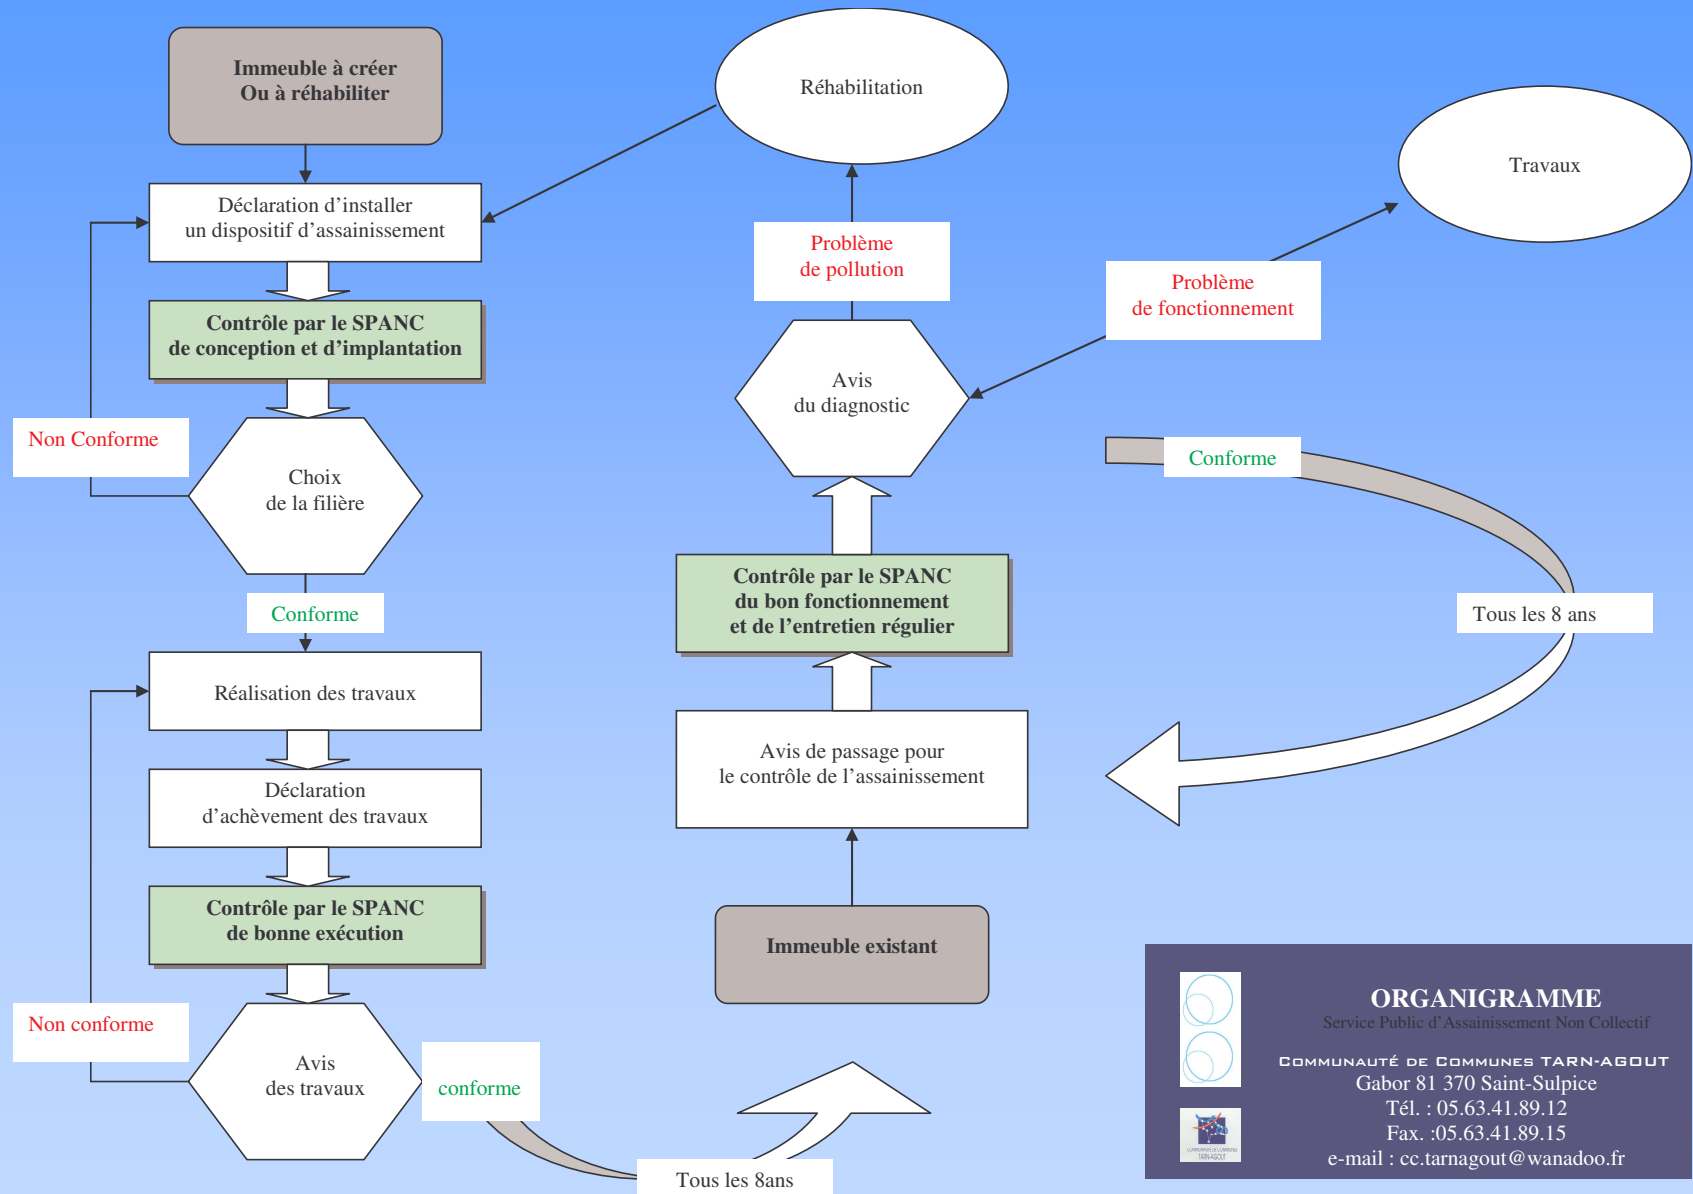 Immeuble à créer
Ou à réhabiliter
Déclaration d’installer
un dispositif d’assainissement
Contrôle par le SPANC
de conception et d’implantation
Non Conforme
Choix
de la filière
Conforme
Réalisation des travaux
Déclaration
d’achèvement des travaux
Contrôle par le SPANC
de bonne exécution
Non conforme
Avis
des travaux
conforme
Tous les 8ans
Réhabilitation
Problème
de pollution
Avis
du diagnostic
Contrôle par le SPANC
du bon fonctionnement
et de l’entretien régulier
Avis de passage pour
le contrôle de l’assainissement
Immeuble existant
Travaux
Problème
de fonctionnement
Conforme
Tous les 8 ans
ORGANIGRAMME
Service Public d’Assainissement Non Collectif
COMMUNAUTÉ DE COMMUNES TARN-AGOUT
Gabor 81 370 Saint-Sulpice
Tél. : 05.63.41.89.12
Fax. :05.63.41.89.15
e-mail : cc.tarnagout@wanadoo.fr
COMMUNAUTÉ DE COMMUNES
TARN-AGOUT